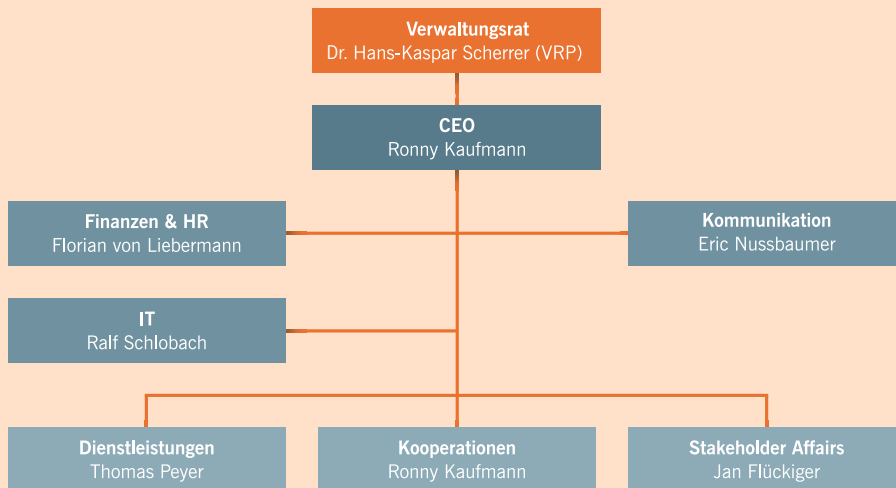 Verwaltungsrat
Dr. Hans-Kaspar Scherrer (VRP)
CEO
Ronny Kaufmann
Finanzen & HR
Florian von Liebermann
Kommunikation
Eric Nussbaumer
IT
Ralf Schlobach
Dienstleistungen
Thomas Peyer
Kooperationen
Ronny Kaufmann
Stakeholder Affairs
Jan Flückiger